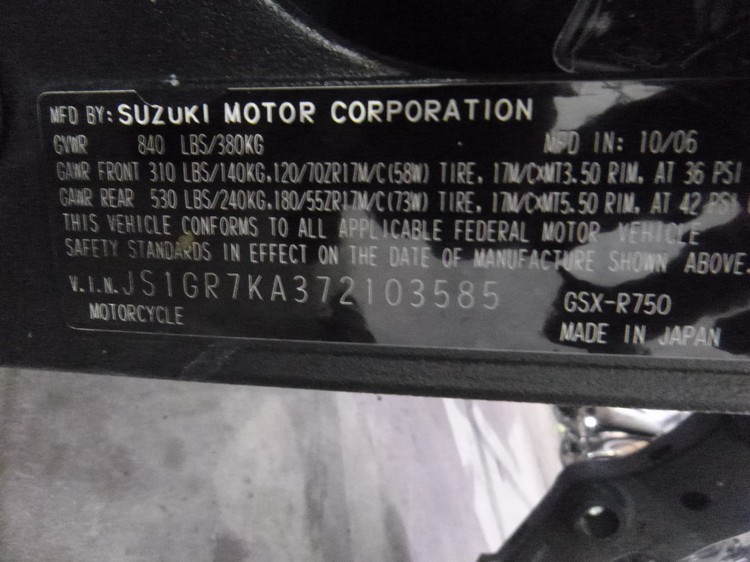 MFD BY: SUZUKI MOTOR CORPORATION
GVWR 840 LBS/380KG MFD IN: 10/06
GAWR FRONT 310 LBS/140KG,120/70ZR17M/C(58W) TIRE, 17M/CxMT3.50 RIM, AT 36 PSI
GAWR REAR 530 LBS/240KG,180/55ZR17M/C(73W) TIRE, 17M/CxMT5.50 RIM, AT 42 PSI
THIS VEHICLE CONFORMS TO ALL APPLICABLE FEDERAL MOTOR VEHICLE
SAFETY STANDARDS IN EFFECT ON THE DATE OF MANUFACTURE SHOWN ABOVE.
V.I.N. JS1GR7KA372103585 GSX-R750
MOTORCYCLE MADE IN JAPAN